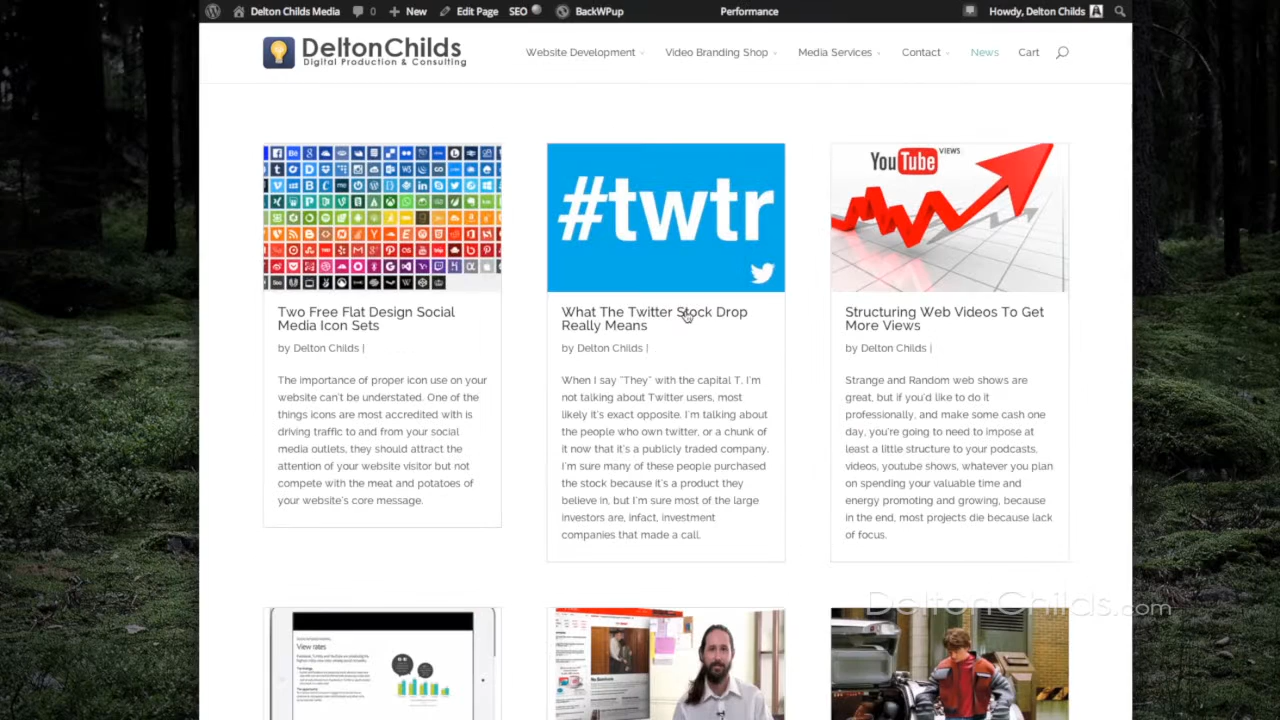 Delton Childs Media 0 New Edit Page SEO BackWPup Performance Howdy, Delton Childs
DeltonChilds
Digital Production & Consulting
Website Development Video Branding Shop Media Services Contact News Cart
#twtr
YouTube VIEWS
Two Free Flat Design Social
Media Icon Sets
by Delton Childs |
The importance of proper icon use on your
website can't be understated. One of the
things icons are most accredited with is
driving traffic to and from your social
media outlets, they should attract the
attention of your website visitor but not
compete with the meat and potatoes of
your website's core message.
What The Twitter Stock Drop
Really Means
by Delton Childs |
When I say "They" with the capital T. I'm
not talking about Twitter users, most
likely it's exact opposite. I'm talking about
the people who own twitter, or a chunk of
it now that it's a publicly traded company.
I'm sure many of these people purchased
the stock because it's a product they
believe in, but I'm sure most of the large
investors are, infact, investment
companies that made a call.
Structuring Web Videos To Get
More Views
by Delton Childs |
Strange and Random web shows are
great, but if you'd like to do it
professionally, and make some cash one
day, you're going to need to impose at
least a little structure to your podcasts,
videos, youtube shows, whatever you plan
on spending your valuable time and
energy promoting and growing, because
in the end, most projects die because lack
of focus.
View rates
DeltonChilds.com